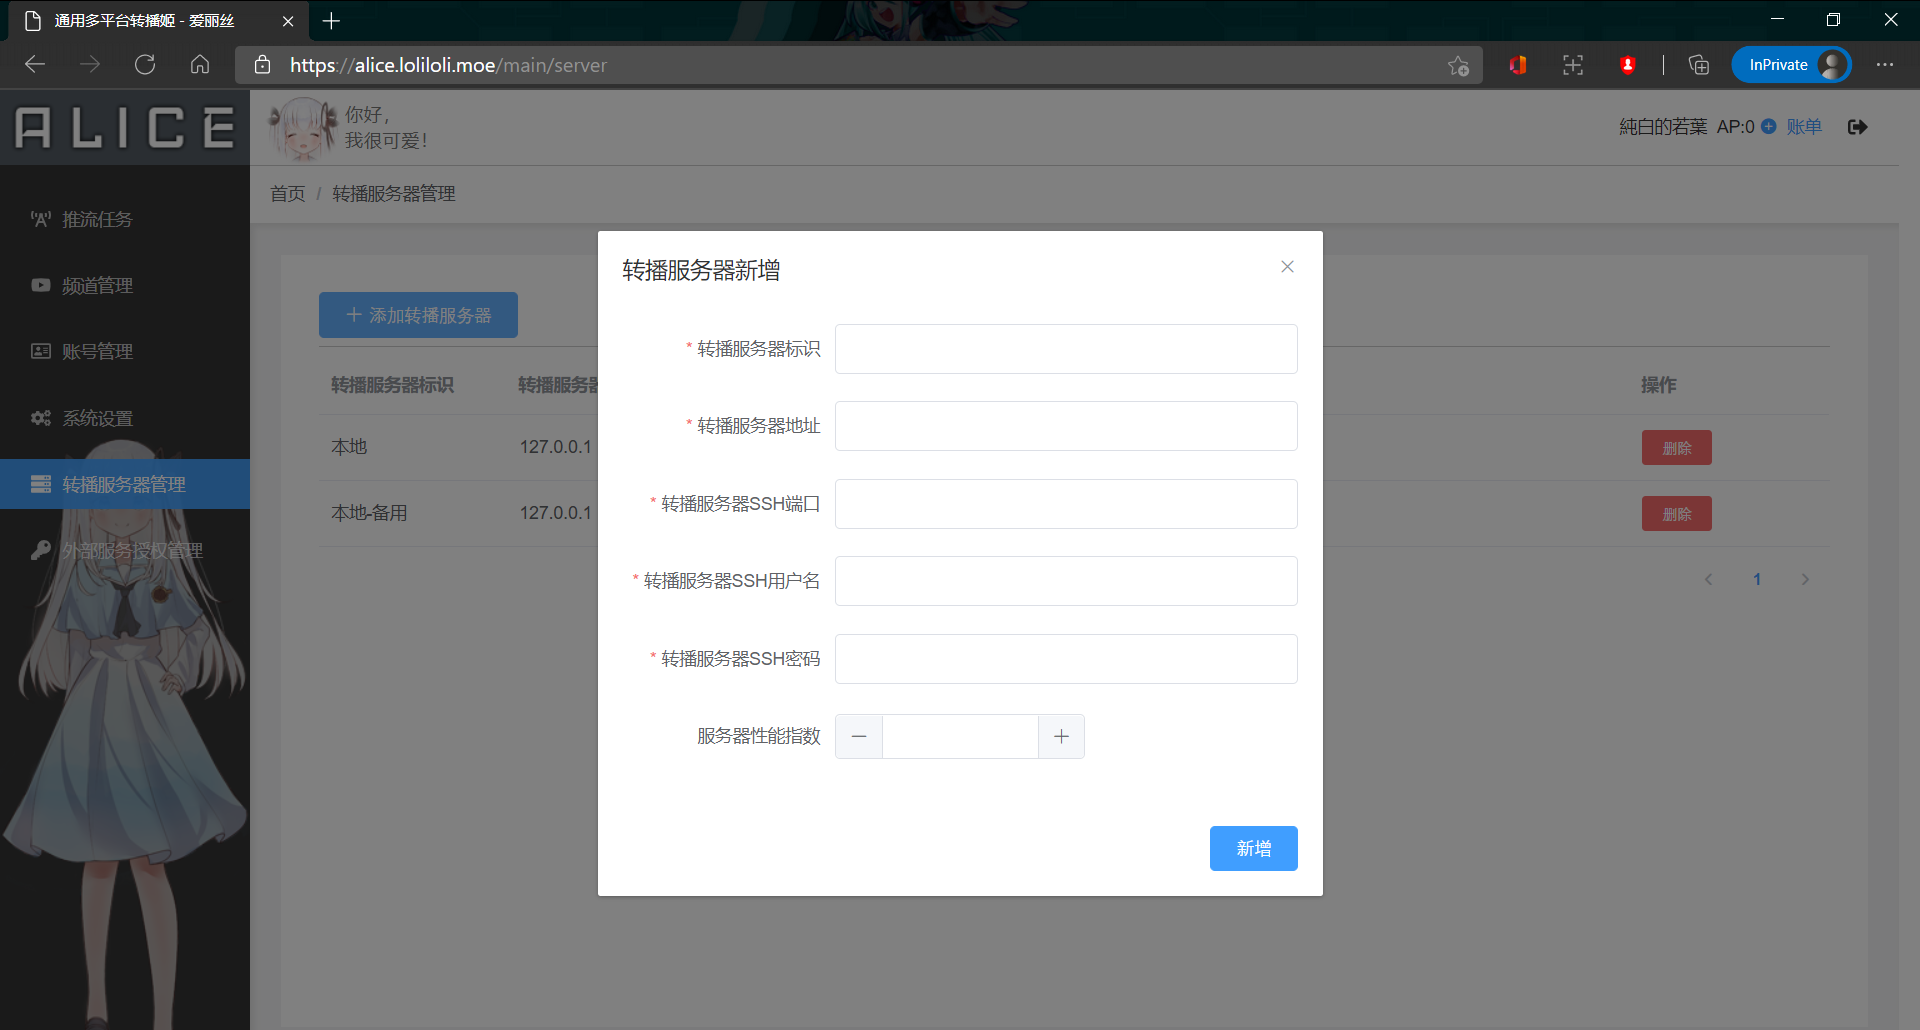 通用多平台转播姬 - 爱丽丝
https://alice.loliloli.moe/main/server
InPrivate
ALICE
你好，
我很可爱！
純白的若葉 AP:0 账单
首页 / 转播服务器管理
推流任务
频道管理
账号管理
系统设置
转播服务器管理
外部服务授权管理
添加转播服务器
转播服务器标识 转播服务器 操作
本地 127.0.0.1 删除
本地-备用 127.0.0.1 删除
1
转播服务器新增
* 转播服务器标识
* 转播服务器地址
* 转播服务器SSH端口
* 转播服务器SSH用户名
* 转播服务器SSH密码
服务器性能指数
新增